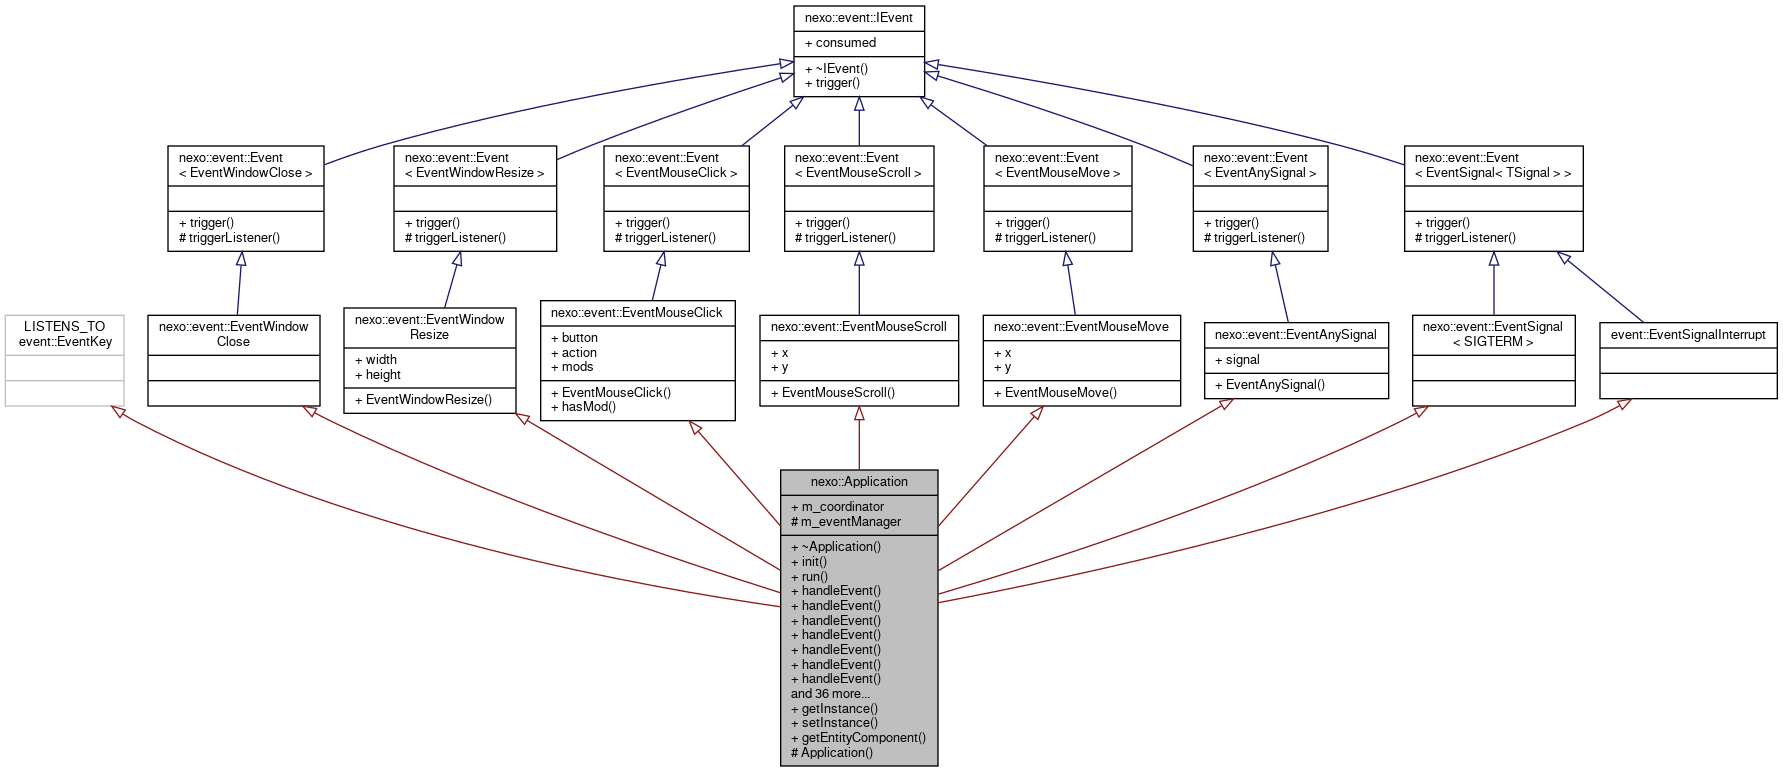 nexo::event::IEvent
+ consumed
+ ~IEvent()
+ trigger()
nexo::event::Event
< EventWindowClose >
+ trigger()
# triggerListener()
nexo::event::Event
< EventWindowResize >
+ trigger()
# triggerListener()
nexo::event::Event
< EventMouseClick >
+ trigger()
# triggerListener()
nexo::event::Event
< EventMouseScroll >
+ trigger()
# triggerListener()
nexo::event::Event
< EventMouseMove >
+ trigger()
# triggerListener()
nexo::event::Event
< EventAnySignal >
+ trigger()
# triggerListener()
nexo::event::Event
< EventSignal< TSignal > >
+ trigger()
# triggerListener()
LISTENS_TO
event::EventKey
nexo::event::EventWindow
Close
nexo::event::EventWindow
Resize
+ width
+ height
+ EventWindowResize()
nexo::event::EventMouseClick
+ button
+ action
+ mods
+ EventMouseClick()
+ hasMod()
nexo::event::EventMouseScroll
+ x
+ y
+ EventMouseScroll()
nexo::event::EventMouseMove
+ x
+ y
+ EventMouseMove()
nexo::event::EventAnySignal
+ signal
+ EventAnySignal()
nexo::event::EventSignal
< SIGTERM >
event::EventSignalInterrupt
nexo::Application
+ m_coordinator
# m_eventManager
+ ~Application()
+ init()
+ run()
+ handleEvent()
+ handleEvent()
+ handleEvent()
+ handleEvent()
+ handleEvent()
+ handleEvent()
+ handleEvent()
and 36 more...
+ getInstance()
+ setInstance()
+ getEntityComponent()
# Application()